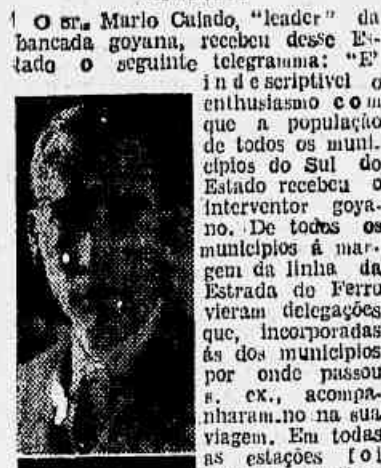 O sr. Mario Caiado, "leader" da
bancada goyana, recebeu desse Es-
tado o seguinte telegramma: "E'
indescriptivel o
enthusiasmo com
que a população
de todos os muni-
cipios do Sul do
Estado recebeu o
interventor goya-
no. De todos os
municipios á mar-
gem da linha da
Estrada de Ferro
vieram delegações
que, incorporadas
ás dos municipios
por onde passou
s. ex., acompa-
nharam-no na sua
viagem. Em todas
as estações foi